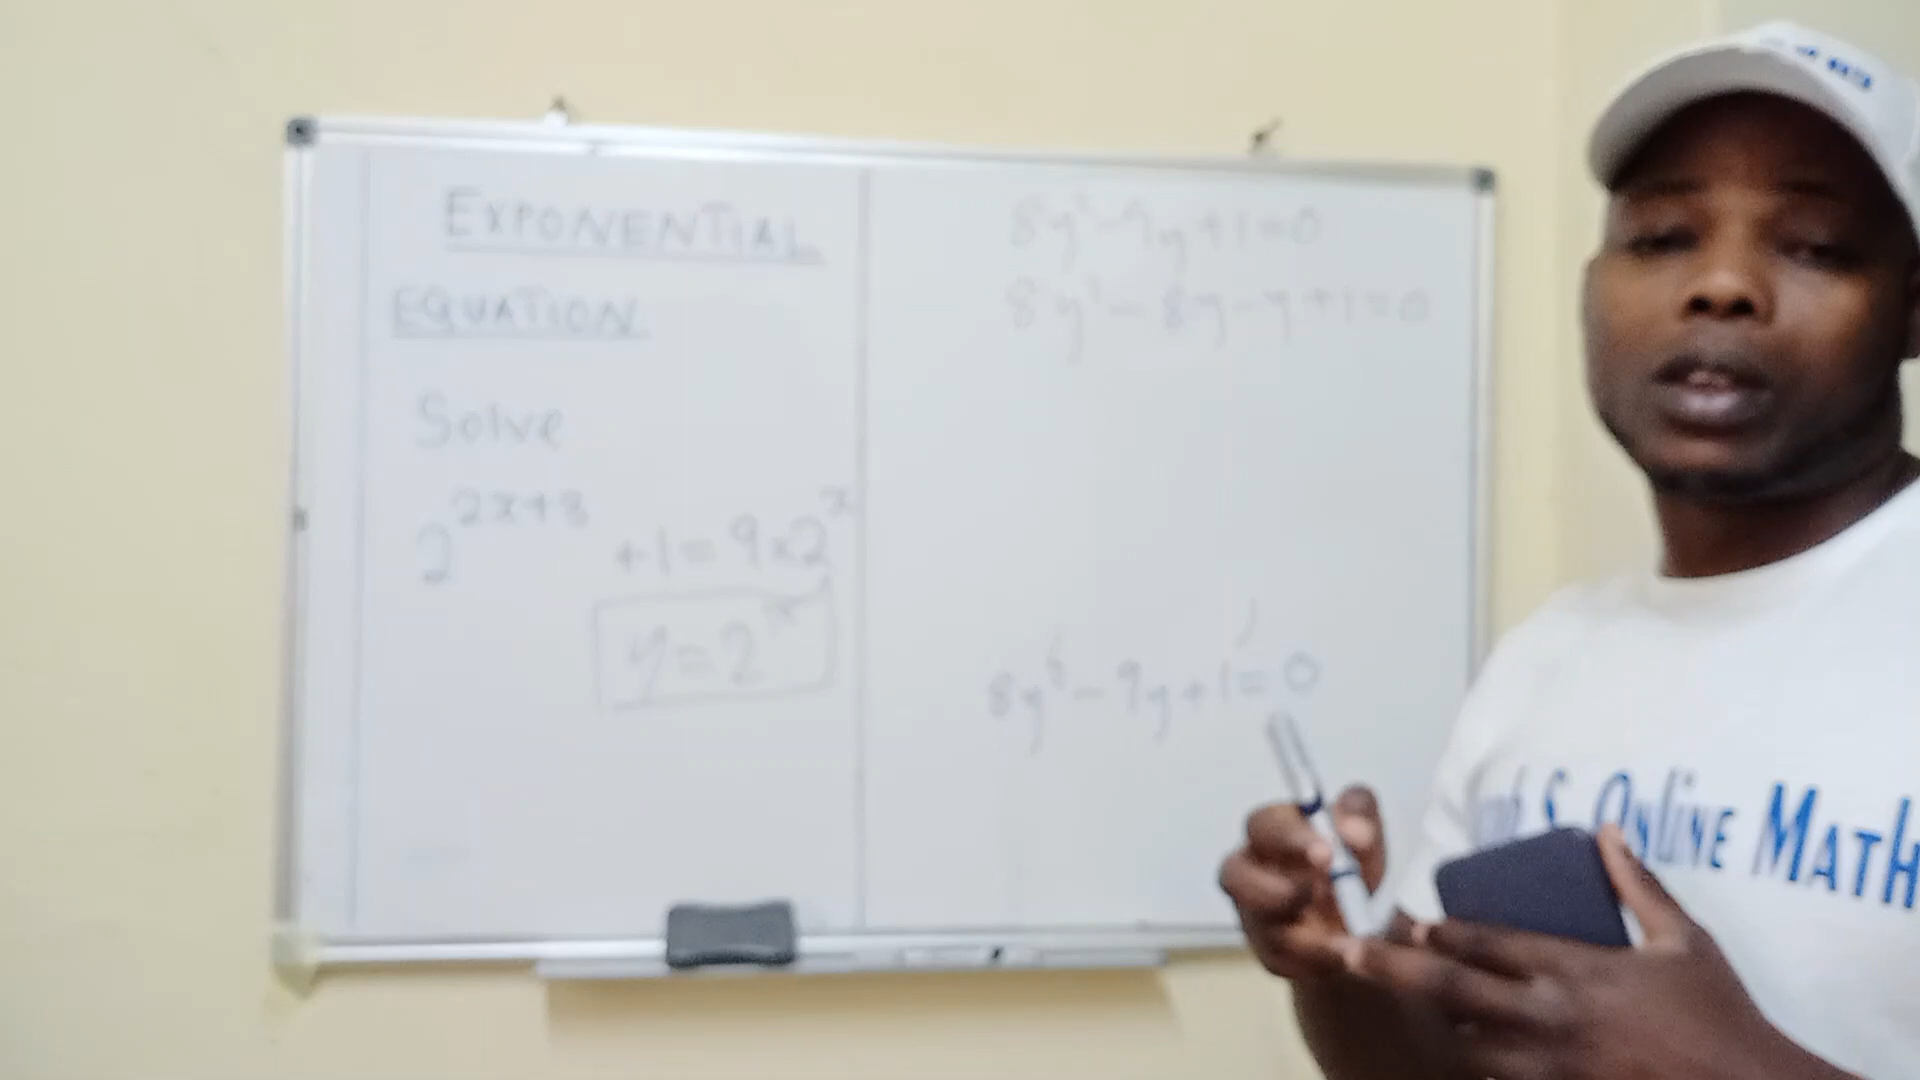 EXPONENTIAL
EQUATION
Solve
2^{2x+3} + 1 = 9 x 2^x
y = 2^x
8y² - 9y + 1 = 0
8y² - 8y - y + 1 = 0
8y - 9y + 1 = 0
S ONLINE MATH